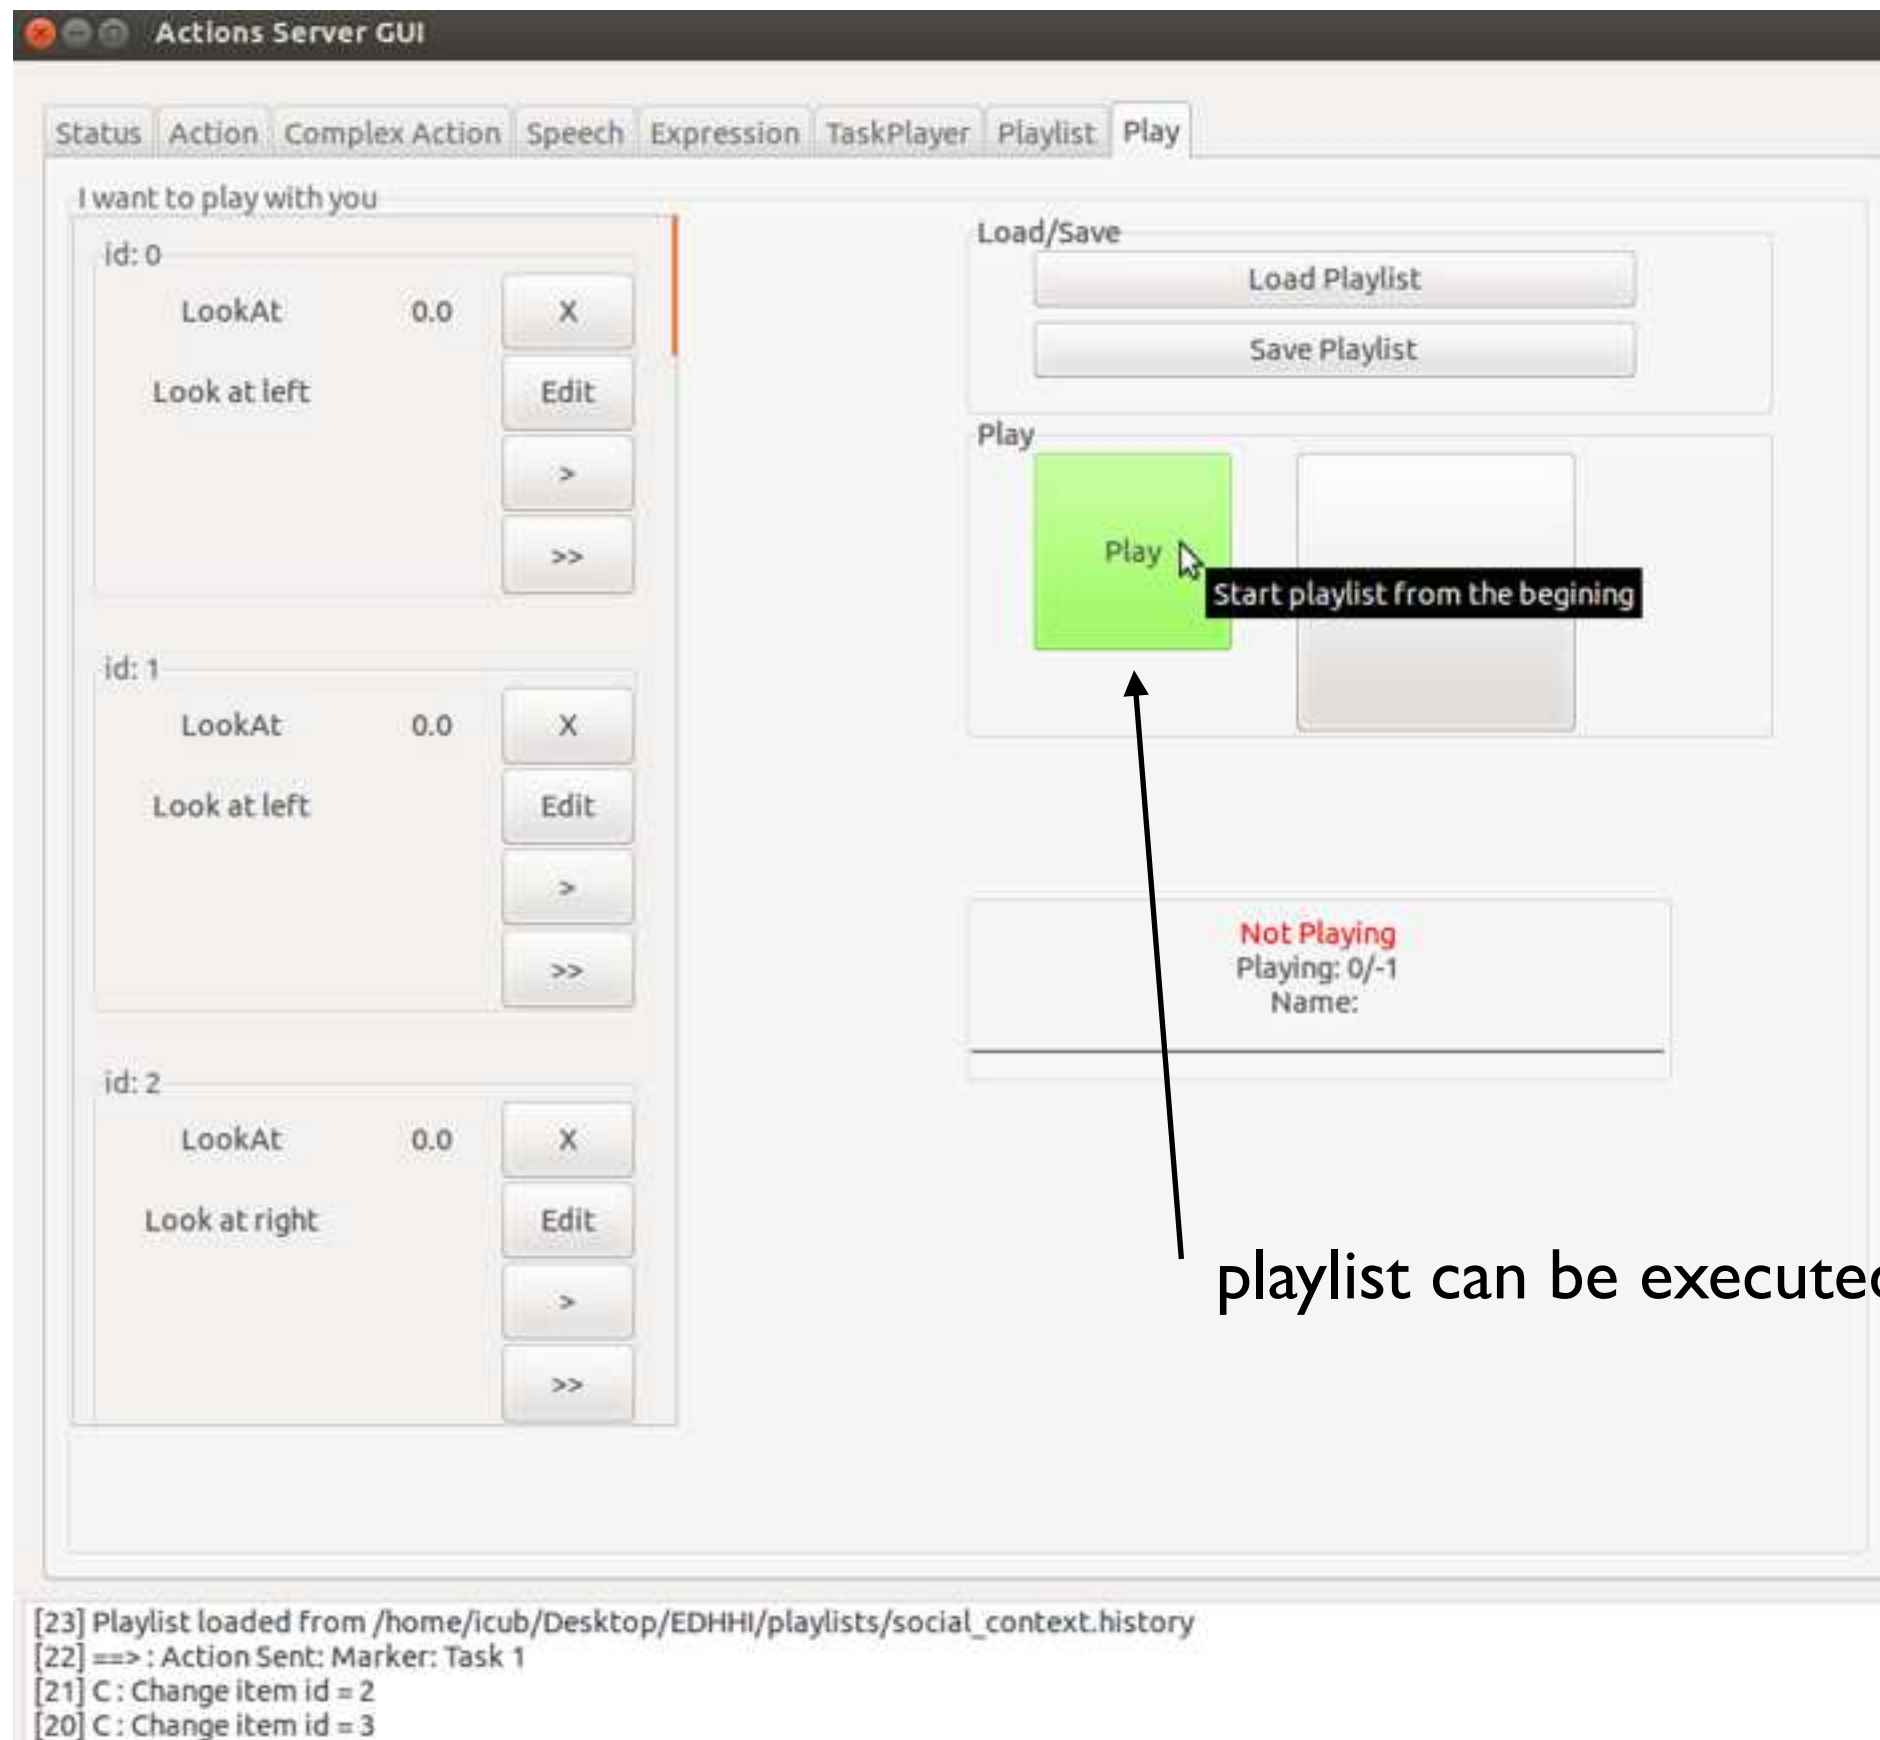 Actions Server GUI
Status Action Complex Action Speech Expression TaskPlayer Playlist Play
I want to play with you
id: 0
LookAt 0.0 X
Look at left Edit
>
>>
id: 1
LookAt 0.0 X
Look at left Edit
>
>>
id: 2
LookAt 0.0 X
Look at right Edit
>
>>
Load/Save
Load Playlist
Save Playlist
Play
Play
Start playlist from the begining
Not Playing
Playing: 0/-1
Name:
playlist can be executed
[23] Playlist loaded from /home/icub/Desktop/EDHHI/playlists/social_context.history
[22] ==> : Action Sent: Marker: Task 1
[21] C : Change item id = 2
[20] C : Change item id = 3